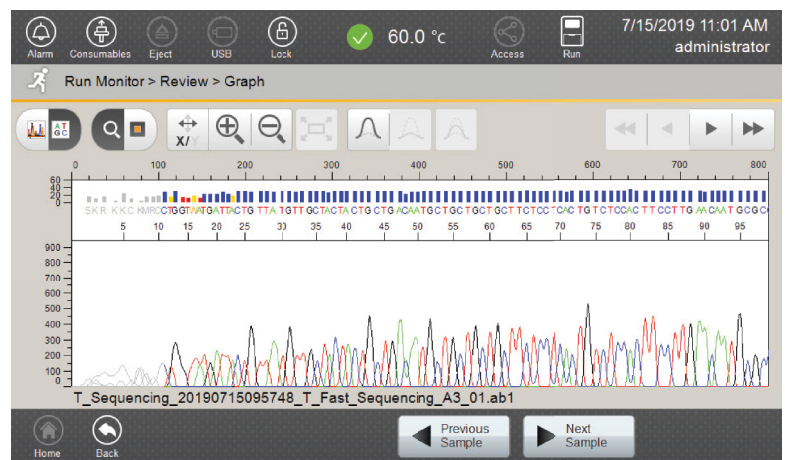 7/15/2019 11:01 AM
60.0 °c
administrator
Alarm Consumables Eject USB Lock Access Run
Run Monitor > Review > Graph
A T
G C
X/Y
0 100 200 300 400 500 600 700 800
60
40
20
0
SKR KKC KMRCCTGGTAATGATTACTGTTATGTTGCTACTACTGCTGACAATGCTGCTGCTGCTTCTCCTCACTGTCTCCACTTCCTTGAACAATGCGC
5 10 15 20 25 30 35 40 45 50 55 60 65 70 75 80 85 90 95
900
800
700
600
500
400
300
200
100
0
T_Sequencing_20190715095748_T_Fast_Sequencing_A3_01.ab1
Previous Next
Sample Sample
Home Back